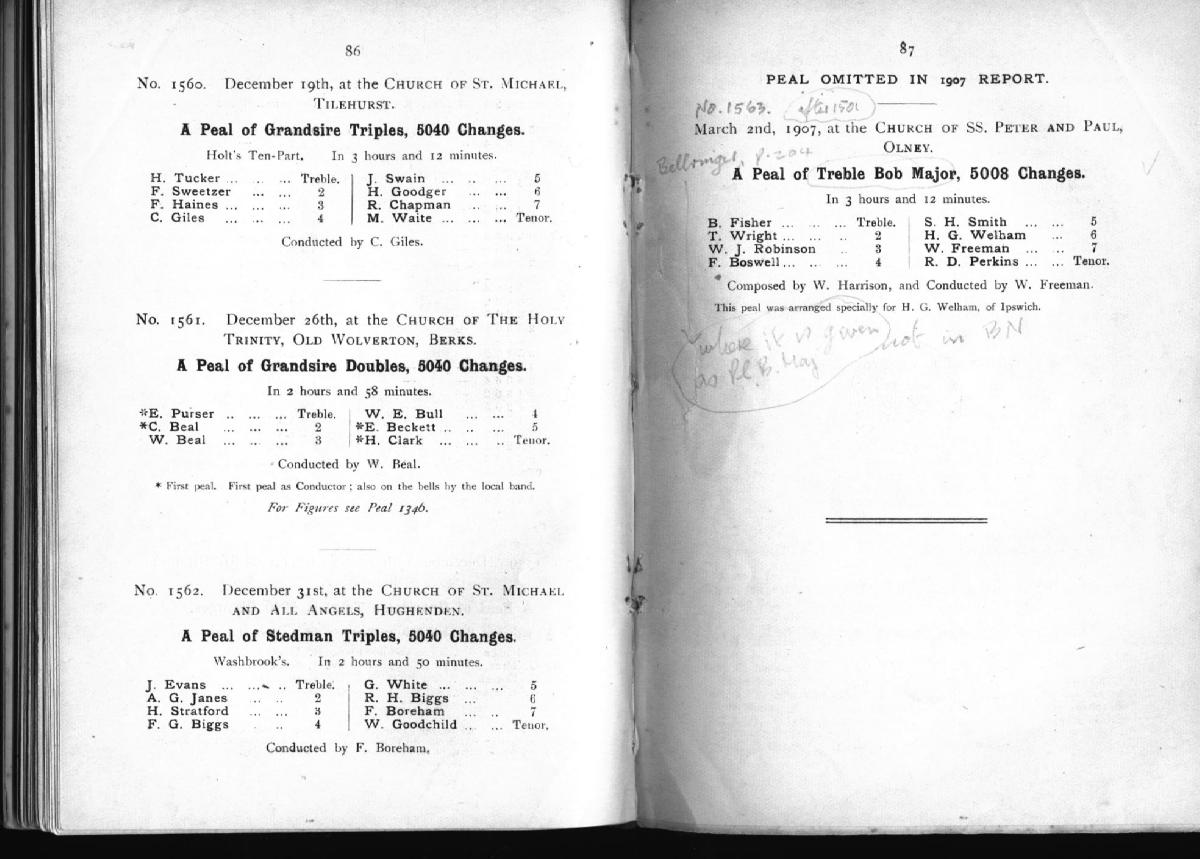 86
No. 1560. December 19th, at the CHURCH OF ST. MICHAEL,
TILEHURST.
A Peal of Grandsire Triples, 5040 Changes.
Holt's Ten-Part. In 3 hours and 12 minutes.
H. Tucker ... .. ... Treble. J. Swain ... .. ... 5
F. Sweetzer ... ... 2 H. Goodger ... ... 6
F. Haines ... ... ... 3 R. Chapman ... ... 7
C. Giles ... ... ... 4 M. Waite ... ... ... Tenor.
Conducted by C. Giles.
No. 1561. December 26th, at the CHURCH OF THE HOLY
TRINITY, OLD WOLVERTON, BERKS.
A Peal of Grandsire Doubles, 5040 Changes.
In 2 hours and 58 minutes.
*E. Purser .. ... ... Treble. W. E. Bull ... ... 4
*C. Beal ... ... ... 2 *E. Beckett .. .. ... 5
W. Beal ... ... ... 3 *H. Clark ... ... .. Tenor.
Conducted by W. Beal.
* First peal. First peal as Conductor; also on the bells by the local band.
For Figures see Peal 1346.
No. 1562. December 31st, at the CHURCH OF ST. MICHAEL
AND ALL ANGELS, HUGHENDEN.
A Peal of Stedman Triples, 5040 Changes.
Washbrook's. In 2 hours and 50 minutes.
J. Evans ... ... .. Treble. G. White ... ... ... 5
A. G. Janes .. .. 2 R. H. Biggs ... 6
H. Stratford ... ... 3 F. Boreham ... .. 7
F. G. Biggs .. .. 4 W. Goodchild .. ... Tenor.
Conducted by F. Boreham.
87
PEAL OMITTED IN 1907 REPORT.
No. 1563. after 1501
March 2nd, 1907, at the CHURCH OF SS. PETER AND PAUL,
OLNEY.
Bellringer, p. 204
A Peal of Treble Bob Major, 5008 Changes.
In 3 hours and 12 minutes.
B. Fisher ... ... ... Treble. S. H. Smith ... ... 5
T. Wright ... ... .. 2 H. G. Welham ... 6
W. J. Robinson .. 3 W. Freeman ... .. 7
F. Boswell ... ... ... 4 R. D. Perkins ... ... Tenor.
Composed by W. Harrison, and Conducted by W. Freeman.
This peal was arranged specially for H. G. Welham, of Ipswich.
where it is given not in BN
as Pl. B. Maj